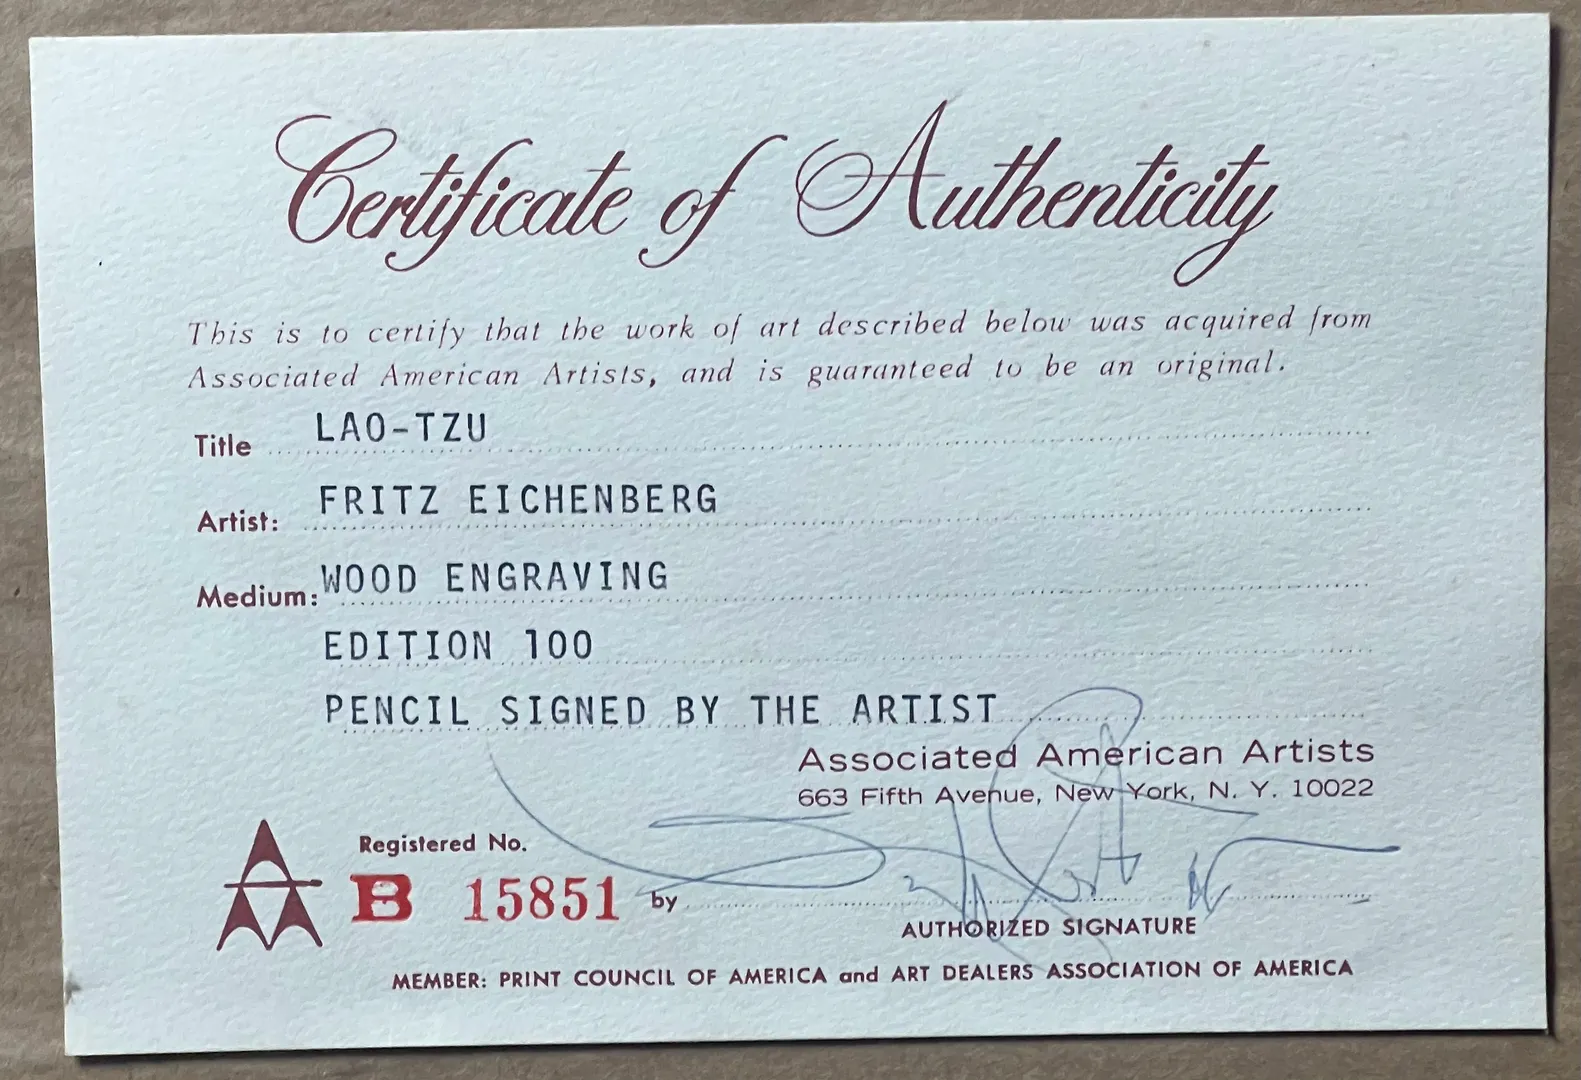 Certificate of Authenticity
This is to certify that the work of art described below was acquired from
Associated American Artists, and is guaranteed to be an original.
Title LAO-TZU
Artist: FRITZ EICHENBERG
Medium: WOOD ENGRAVING
EDITION 100
PENCIL SIGNED BY THE ARTIST
Associated American Artists
663 Fifth Avenue, New York, N. Y. 10022
Registered No.
B 15851 by
AUTHORIZED SIGNATURE
MEMBER: PRINT COUNCIL OF AMERICA and ART DEALERS ASSOCIATION OF AMERICA